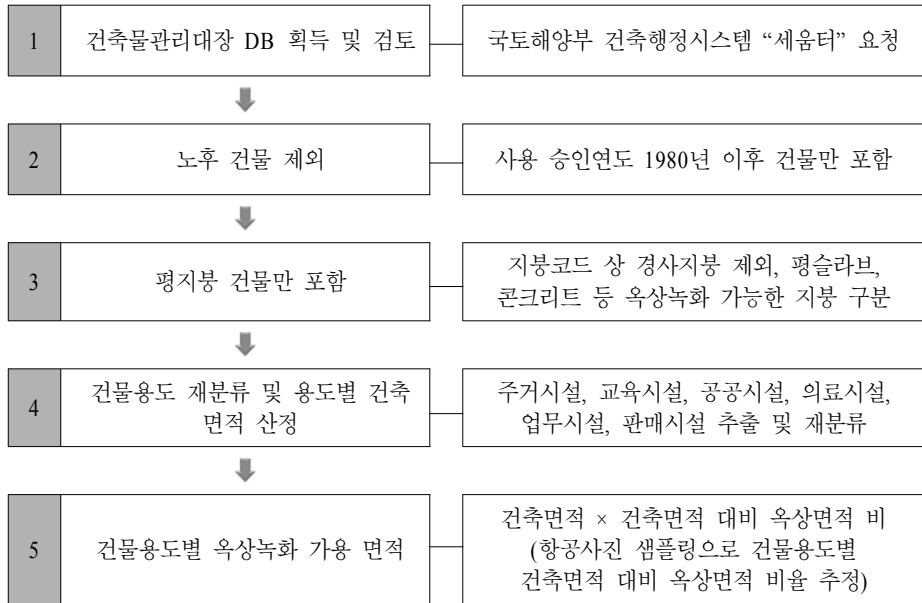 1
건축물관리대장 DB 획득 및 검토
국토해양부 건축행정시스템 “세움터” 요청
2
노후 건물 제외
사용 승인연도 1980년 이후 건물만 포함
3
평지붕 건물만 포함
지붕코드 상 경사지붕 제외, 평슬라브,
콘크리트 등 옥상녹화 가능한 지붕 구분
4
건물용도 재분류 및 용도별 건축
면적 산정
주거시설, 교육시설, 공공시설, 의료시설,
업무시설, 판매시설 추출 및 재분류
5
건물용도별 옥상녹화 가용 면적
건축면적 × 건축면적 대비 옥상면적 비
(항공사진 샘플링으로 건물용도별
건축면적 대비 옥상면적 비율 추정)